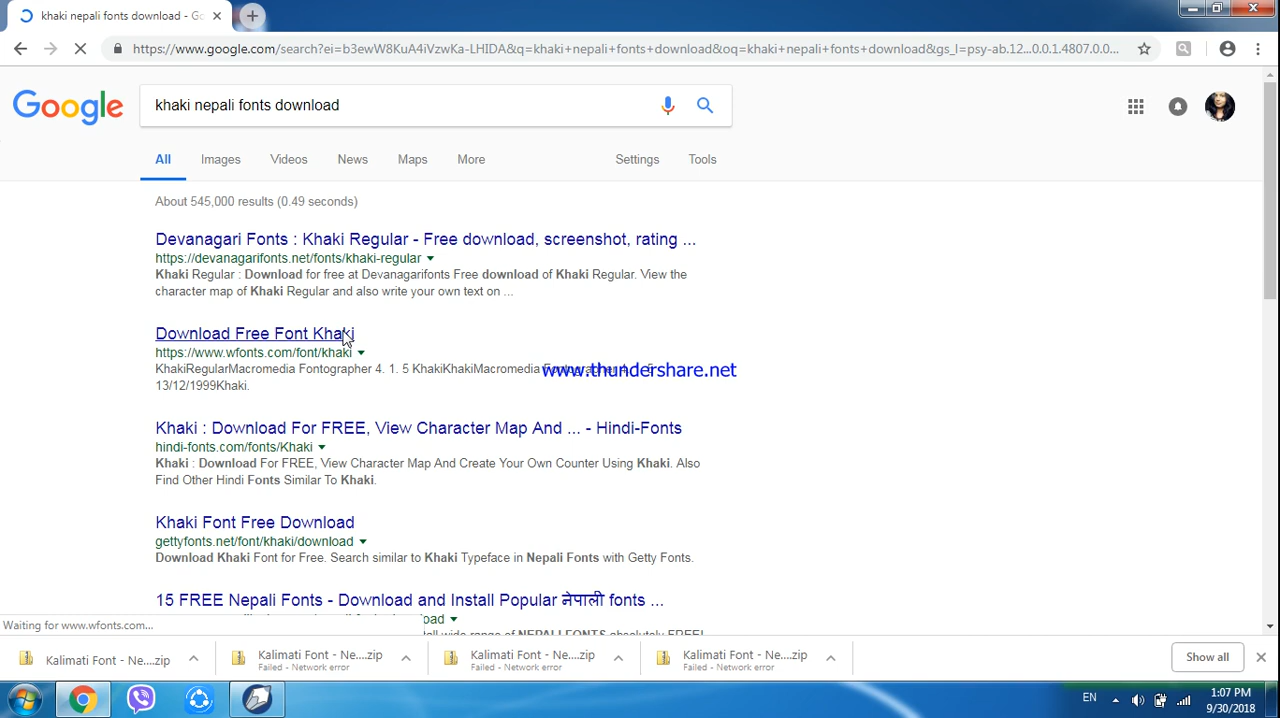 khaki nepali fonts download - Go
https://www.google.com/search?ei=b3ewW8KuA4iVzwKa-LHIDA&q=khaki+nepali+fonts+download&oq=khaki+nepali+fonts+download&gs_l=psy-ab.12...0.0.1.4807.0.0...
Google
khaki nepali fonts download
All Images Videos News Maps More Settings Tools
About 545,000 results (0.49 seconds)
Devanagari Fonts : Khaki Regular - Free download, screenshot, rating ...
https://devanagarifonts.net/fonts/khaki-regular
Khaki Regular : Download for free at Devanagarifonts Free download of Khaki Regular. View the
character map of Khaki Regular and also write your own text on ...
Download Free Font Khaki
https://www.wfonts.com/font/khaki
KhakiRegularMacromedia Fontographer 4. 1. 5 KhakiKhakiMacromedia Fontographer 4. 1. 5
www.thundershare.net
13/12/1999Khaki.
Khaki : Download For FREE, View Character Map And ... - Hindi-Fonts
hindi-fonts.com/fonts/Khaki
Khaki : Download For FREE, View Character Map And Create Your Own Counter Using Khaki. Also
Find Other Hindi Fonts Similar To Khaki.
Khaki Font Free Download
gettyfonts.net/font/khaki/download
Download Khaki Font for Free. Search similar to Khaki Typeface in Nepali Fonts with Getty Fonts.
15 FREE Nepali Fonts - Download and Install Popular नेपाली fonts ...
Waiting for www.wfonts.com...
Kalimati Font - Ne....zip Kalimati Font - Ne....zip Kalimati Font - Ne....zip Kalimati Font - Ne....zip Show all
Failed - Network error Failed - Network error Failed - Network error
EN 1:07 PM
9/30/2018